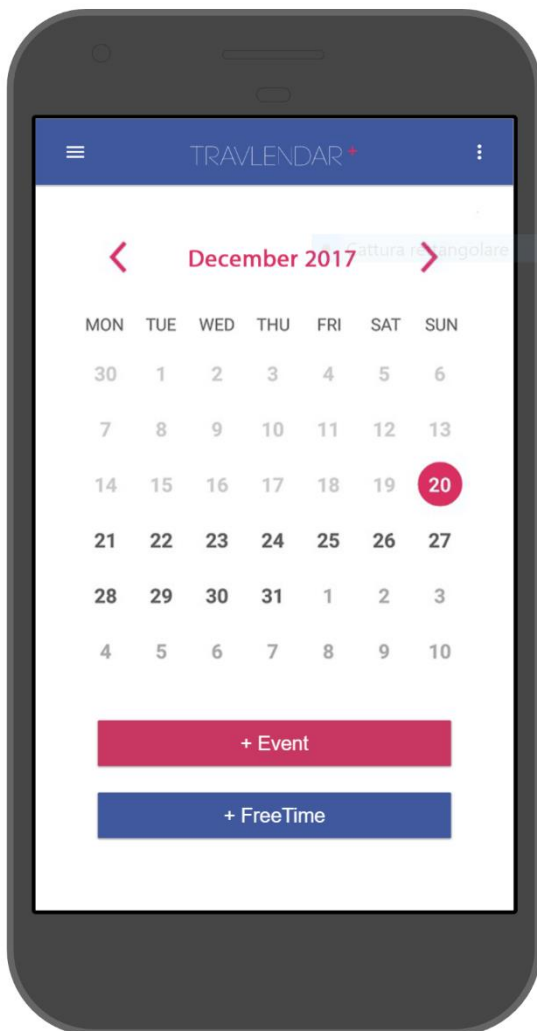 TRAVLENDAR+
Cattura rettangolare
December 2017
MON TUE WED THU FRI SAT SUN
30 1 2 3 4 5 6
7 8 9 10 11 12 13
14 15 16 17 18 19 20
21 22 23 24 25 26 27
28 29 30 31 1 2 3
4 5 6 7 8 9 10
+ Event
+ FreeTime